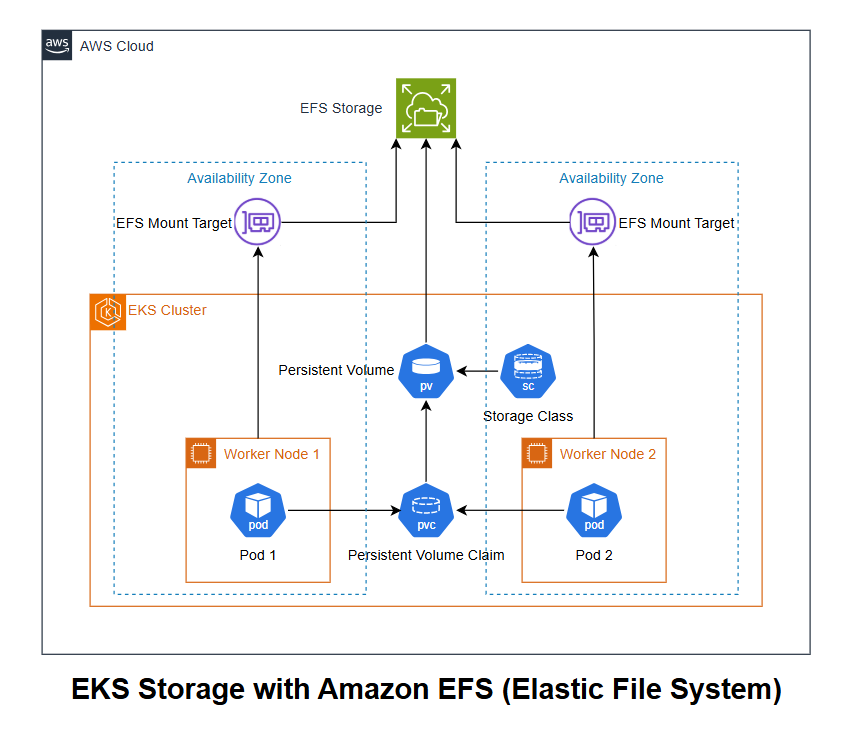 aws
AWS Cloud
EFS Storage
Availability Zone
Availability Zone
EFS Mount Target
EFS Mount Target
K
EKS Cluster
Persistent Volume
pv
sc
Storage Class
Worker Node 1
Worker Node 2
pod
pvc
pod
Pod 1
Persistent Volume Claim
Pod 2
EKS Storage with Amazon EFS (Elastic File System)